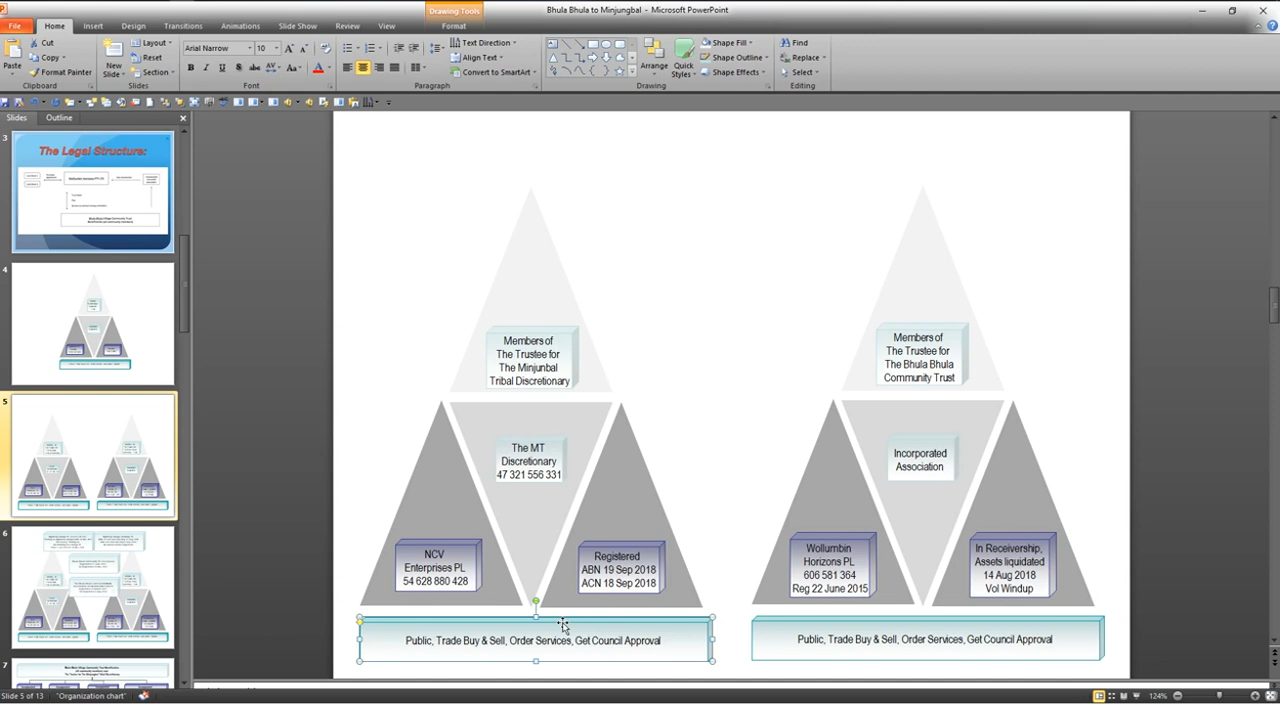 Drawing Tools
Bhula Bhula to Minjungbal - Microsoft PowerPoint
File Home Insert Design Transitions Animations Slide Show Review View Format
Paste
Cut
Copy
Format Painter
Clipboard
New
Slide
Layout
Reset
Section
Slides
Arial Narrow 10
Font
Paragraph
Text Direction
Align Text
Convert to SmartArt
Arrange
Quick
Styles
Shape Fill
Shape Outline
Shape Effects
Drawing
Find
Replace
Select
Editing
Slides Outline
3
The Legal Structure:
4
5
6
7
Members of
The Trustee for
The Minjunbal
Tribal Discretionary
The MT
Discretionary
47 321 556 331
NCV
Enterprises PL
54 628 880 428
Registered
ABN 19 Sep 2018
ACN 18 Sep 2018
Public, Trade Buy & Sell, Order Services, Get Council Approval
Members of
The Trustee for
The Bhula Bhula
Community Trust
Incorporated
Association
Wollumbin
Horizons PL
606 581 364
Reg 22 June 2015
In Receivership,
Assets liquidated
14 Aug 2018
Vol Windup
Public, Trade Buy & Sell, Order Services, Get Council Approval
Slide 5 of 13 "Organization chart" 124%